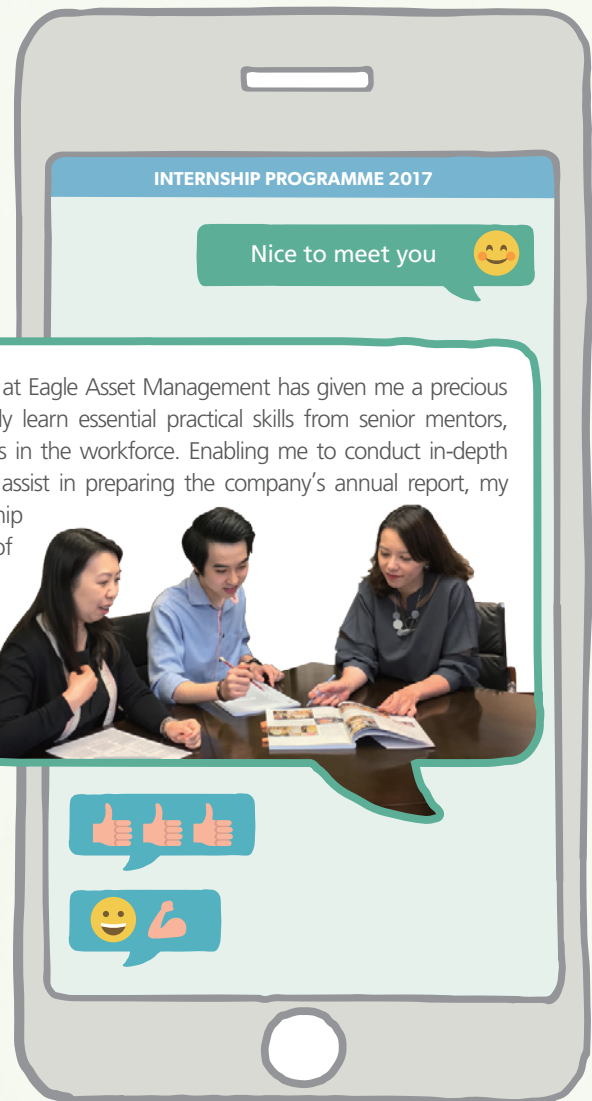 INTERNSHIP PROGRAMME 2017
Nice to meet you
at Eagle Asset Management has given me a precious
learn essential practical skills from senior mentors,
in the workforce. Enabling me to conduct in-depth
assist in preparing the company's annual report, my
of